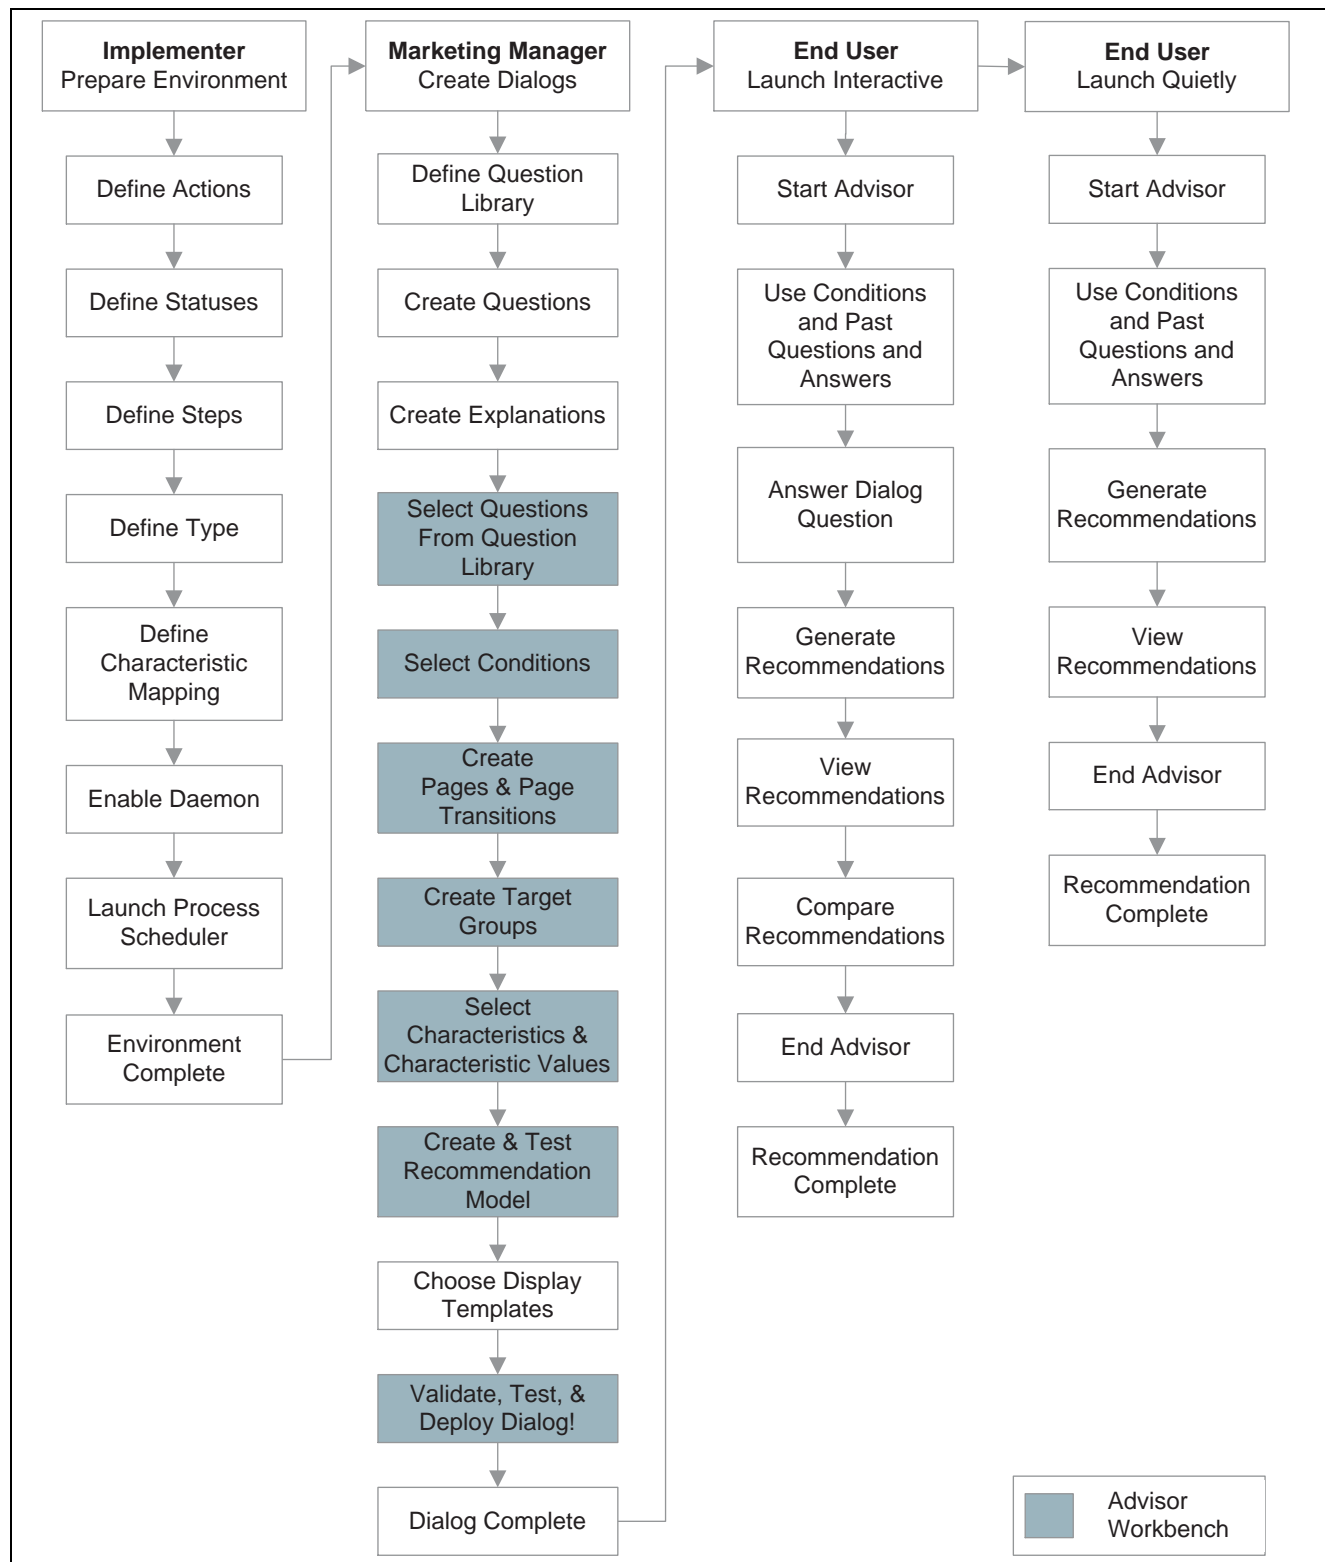 Implementer
Prepare Environment
Define Actions
Define Statuses
Define Steps
Define Type
Define
Characteristic
Mapping
Enable Daemon
Launch Process
Scheduler
Environment
Complete
Marketing Manager
Create Dialogs
Define Question
Library
Create Questions
Create Explanations
Select Questions
From Question
Library
Select Conditions
Create
Pages & Page
Transitions
Create Target
Groups
Select
Characteristics &
Characteristic Values
Create & Test
Recommendation
Model
Choose Display
Templates
Validate, Test, &
Deploy Dialog!
Dialog Complete
End User
Launch Interactive
Start Advisor
Use Conditions
and Past
Questions and
Answers
Answer Dialog
Question
Generate
Recommendations
View
Recommendations
Compare
Recommendations
End Advisor
Recommendation
Complete
End User
Launch Quietly
Start Advisor
Use Conditions
and Past
Questions and
Answers
Generate
Recommendations
View
Recommendations
End Advisor
Recommendation
Complete
Advisor
Workbench